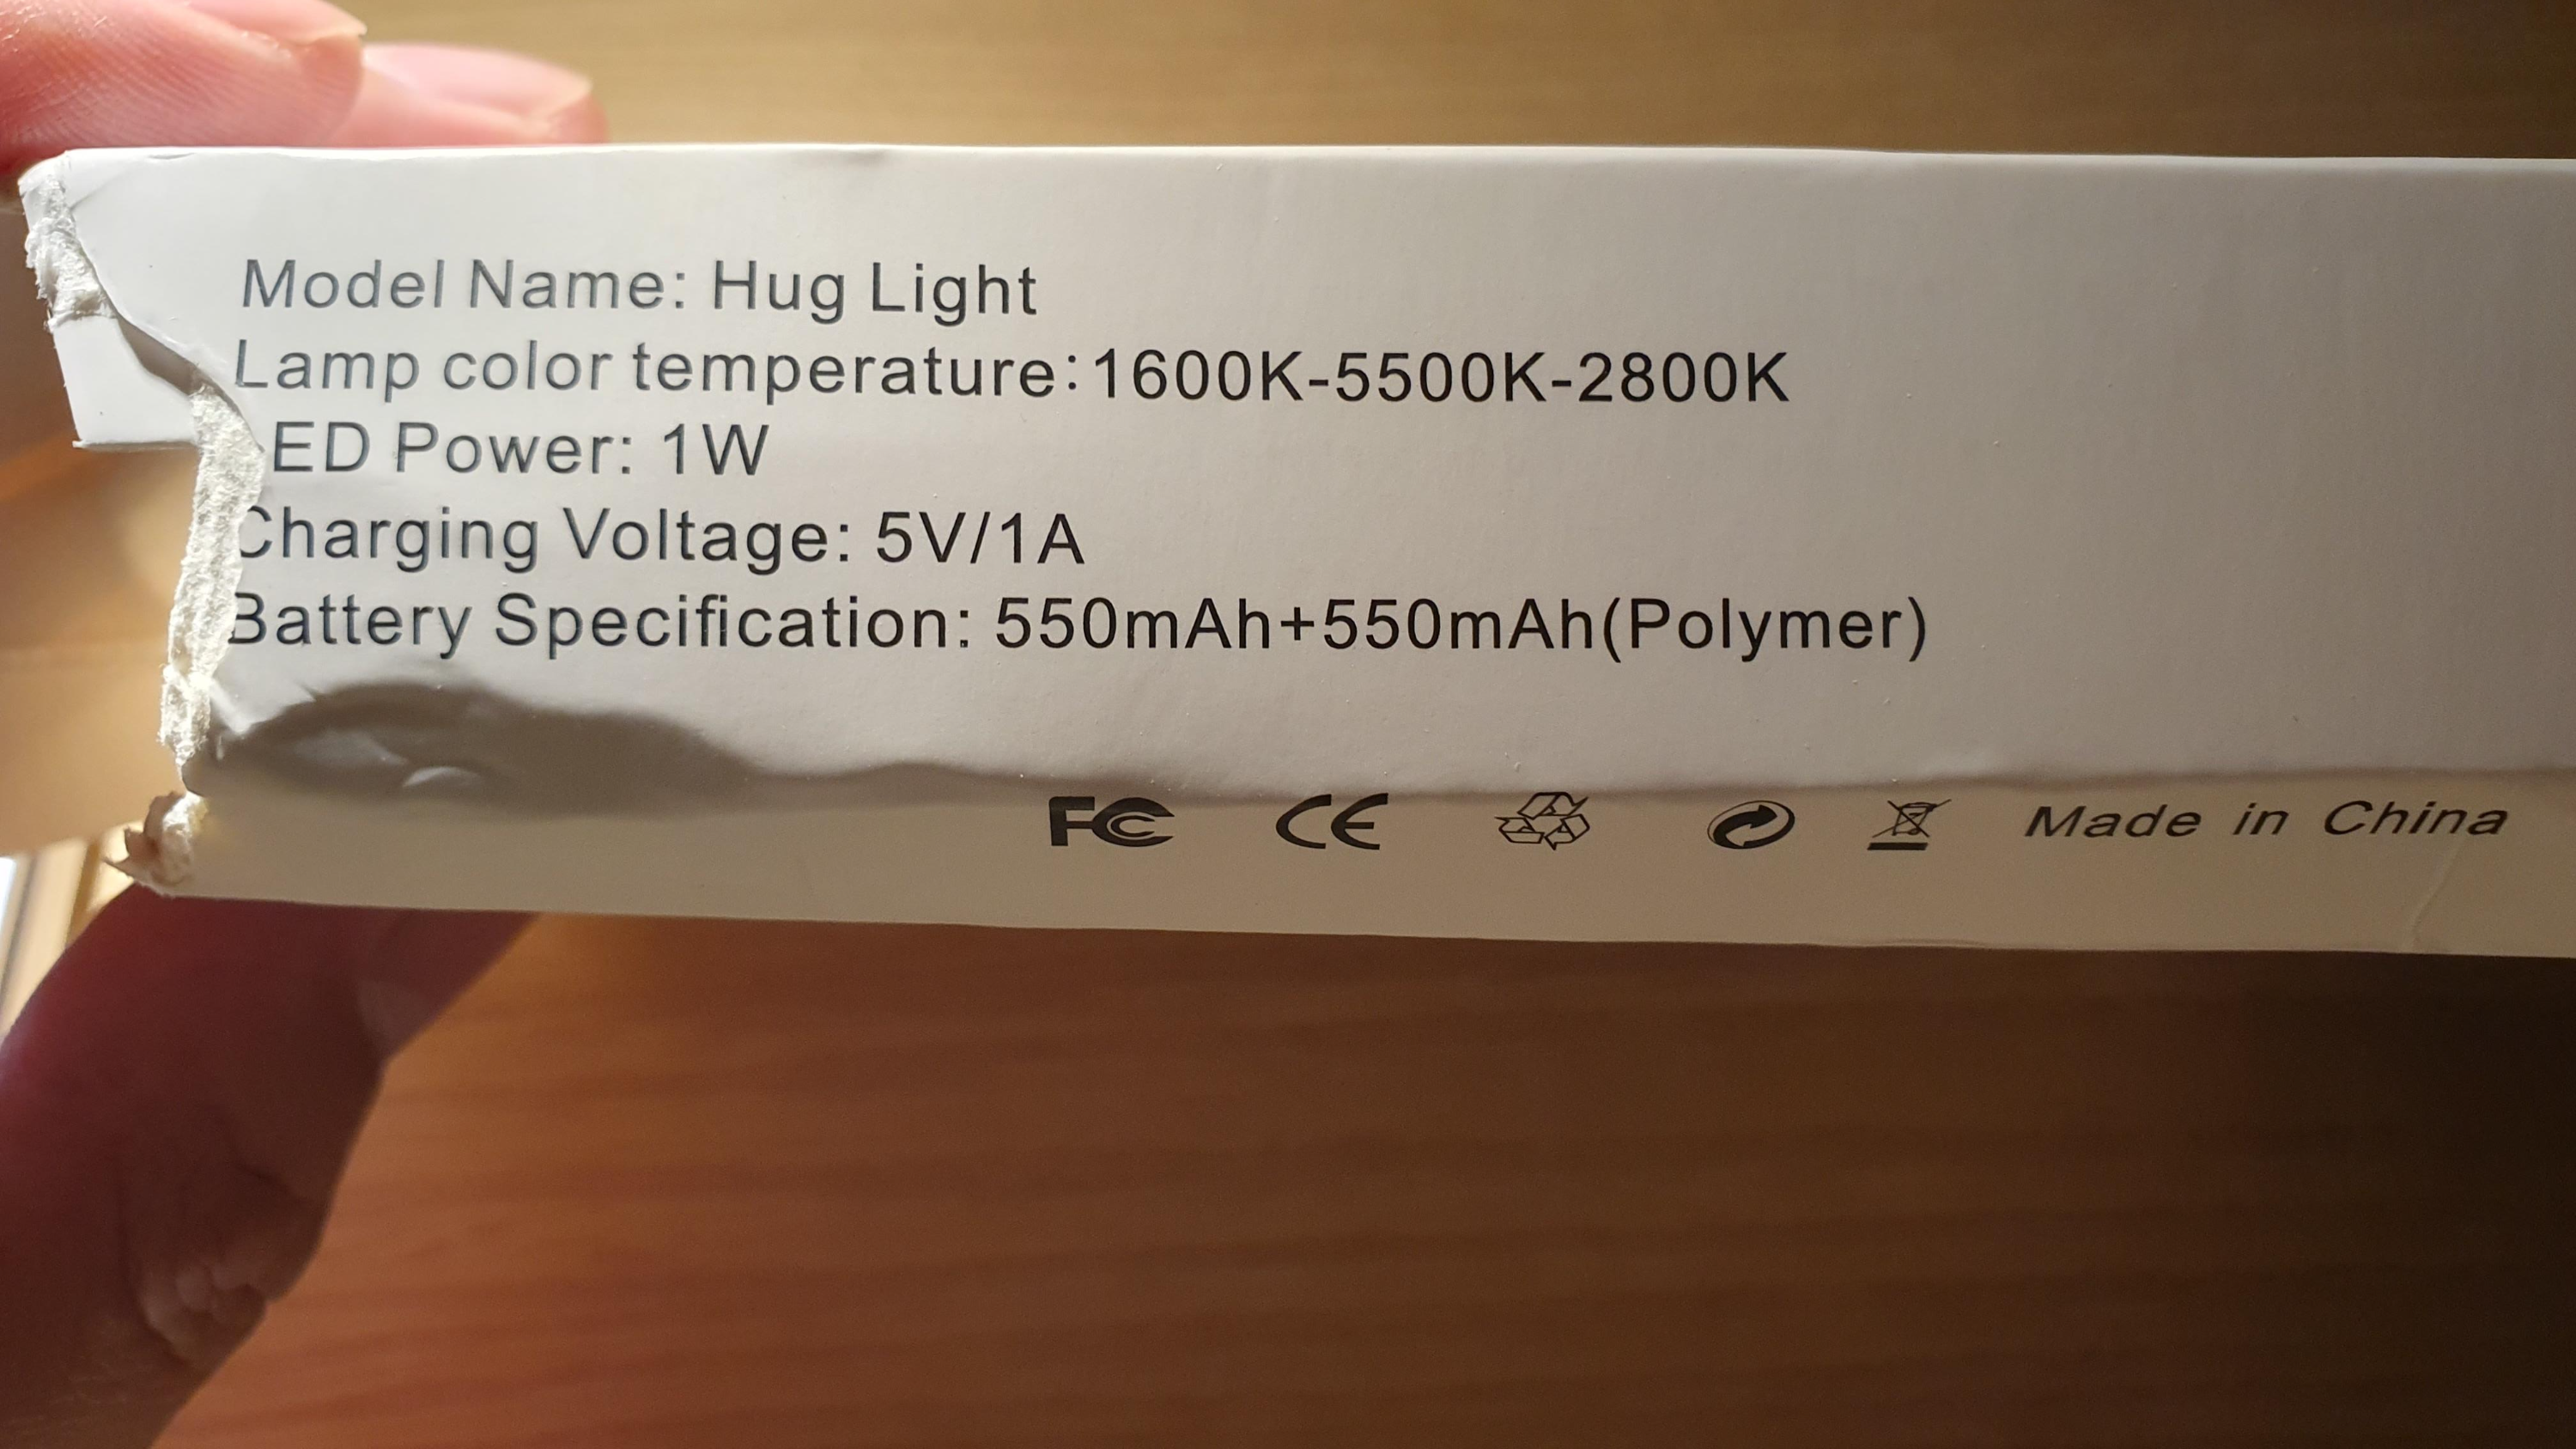 Model Name: Hug Light
Lamp color temperature:1600K-5500K-2800K
ED Power: 1W
Charging Voltage: 5V/1A
Battery Specification: 550mAh+550mAh(Polymer)
FC CE Made in China